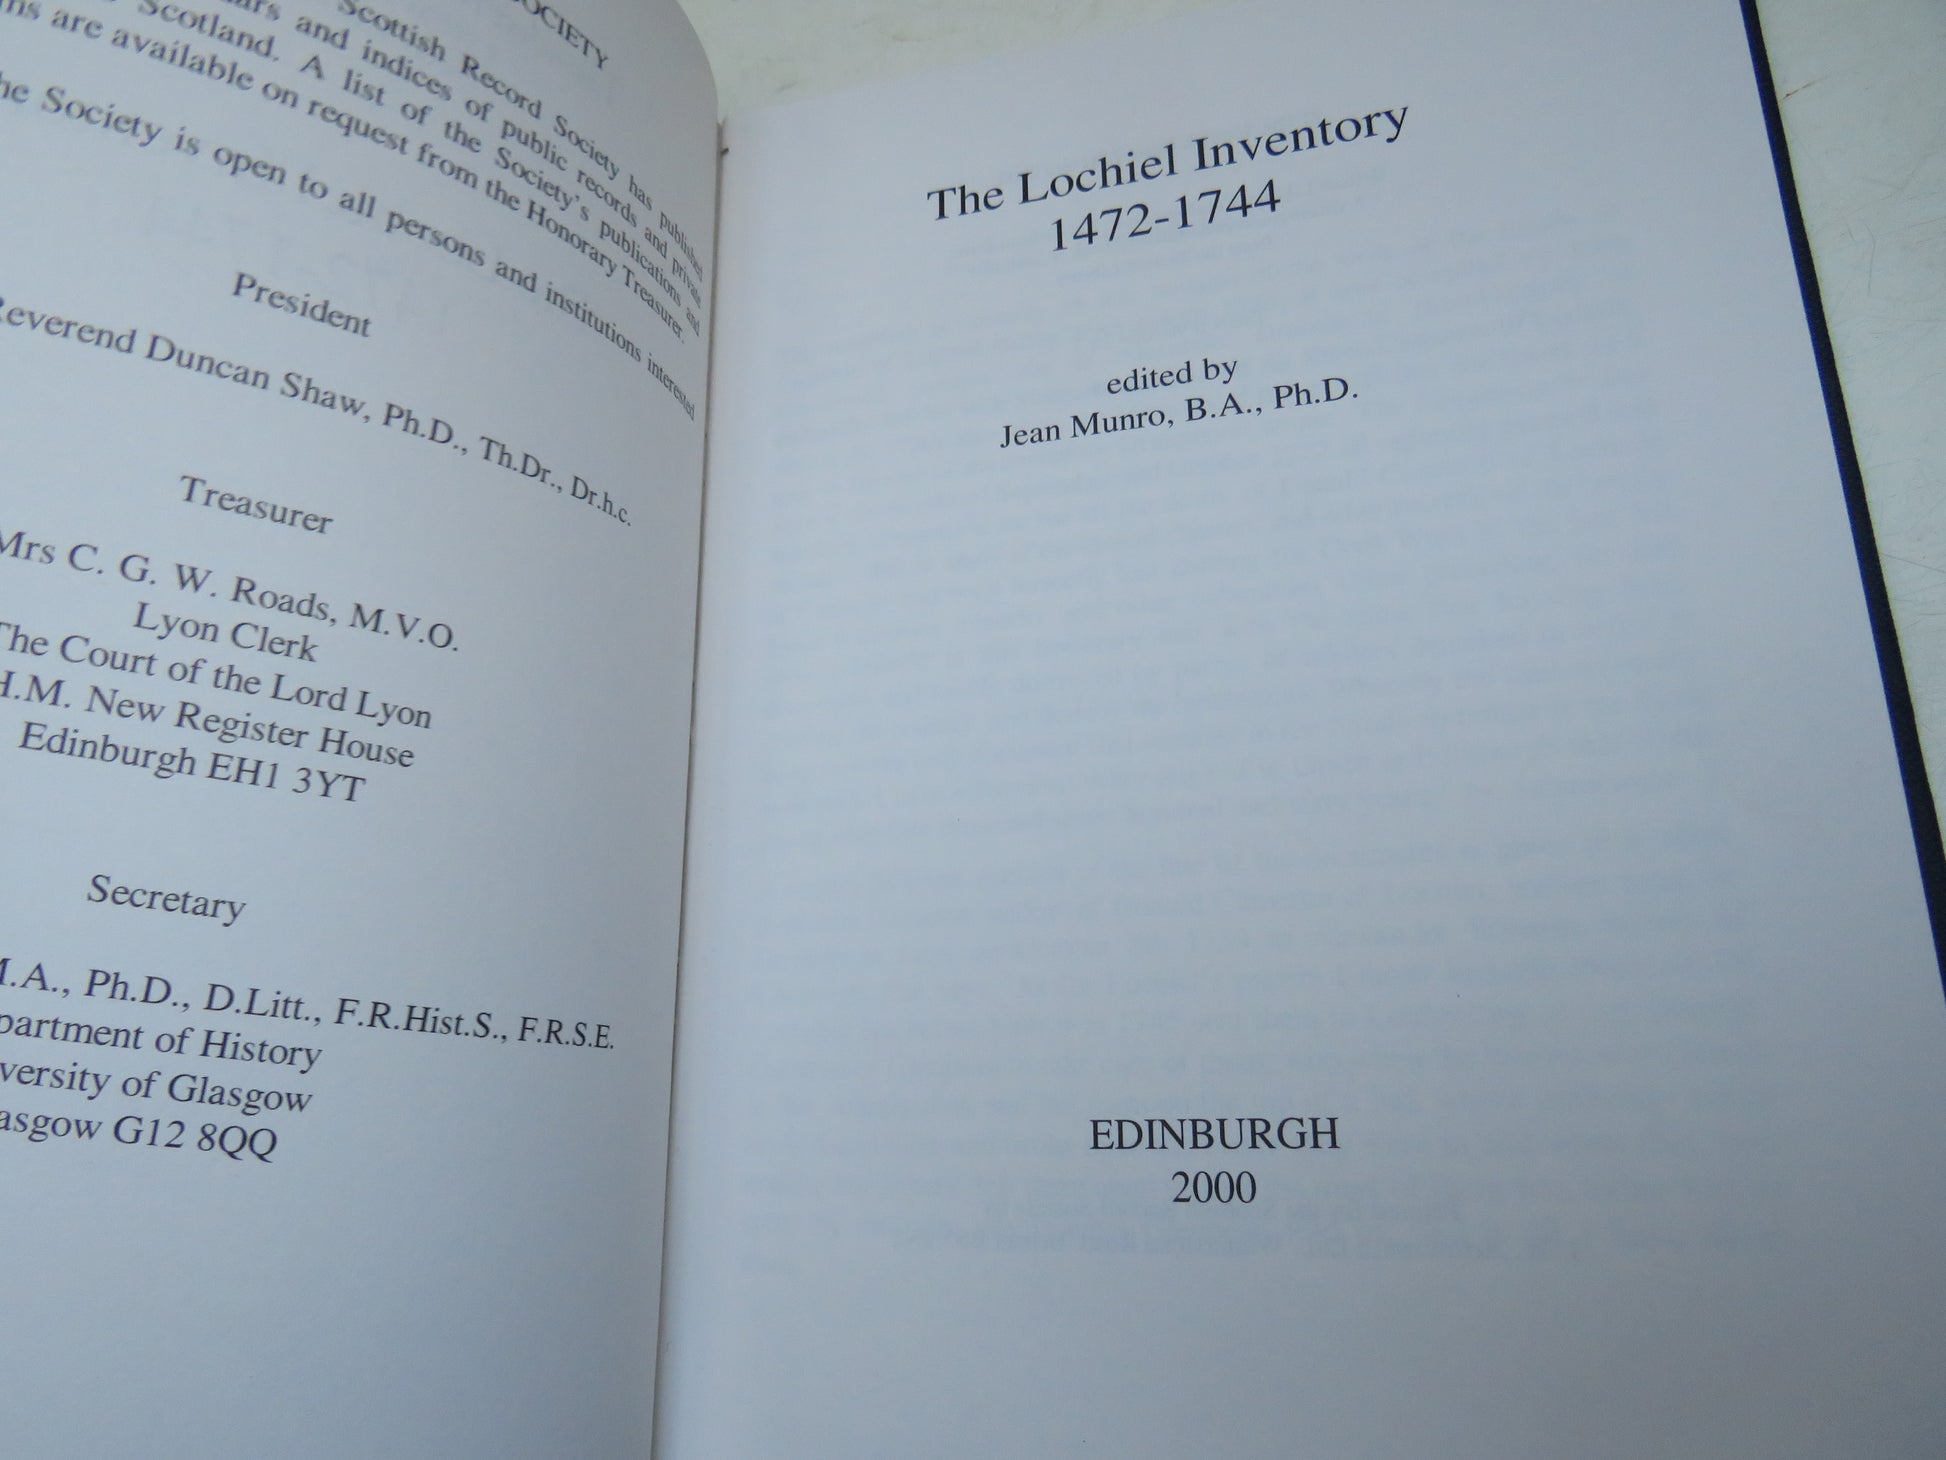 SOCIETY
Scottish Record Society has published
and indices of public records and private
Scotland. A list of the Society's publications and
are available on request from the Honorary Treasurer.
Society is open to all persons and institutions interested
President
Reverend Duncan Shaw, Ph.D., Th.Dr., Dr.h.c.
Treasurer
Mrs C. G. W. Roads, M.V.O.
Lyon Clerk
The Court of the Lord Lyon
H.M. New Register House
Edinburgh EH1 3YT
Secretary
M.A., Ph.D., D.Litt., F.R.Hist.S., F.R.S.E.
partment of History
versity of Glasgow
asgow G12 8QQ
The Lochiel Inventory
1472-1744
edited by
Jean Munro, B.A., Ph.D.
EDINBURGH
2000